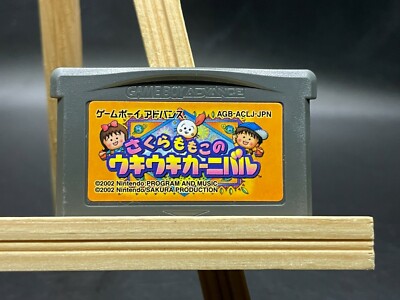 GAME BOY ADVANCE
ゲームボーイ アドバンス
AGB-ACLJ-JPN
さくらももこの
ウキウキカーニバル
©2002 Nintendo:PROGRAM AND MUSIC
©2002 Nintendo/SAKURA PRODUCTION